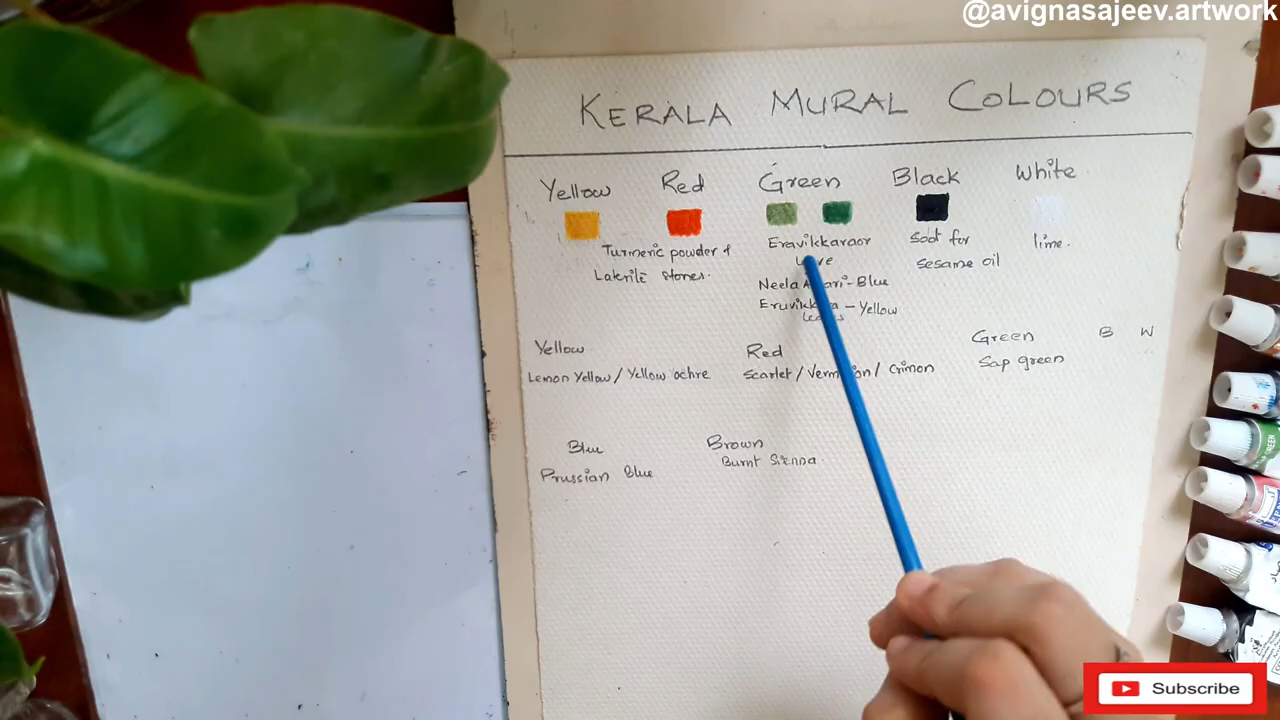 @avignasajeev.artwork
KERALA MURAL COLOURS
Yellow Red Green Black White
Turmeric powder &
Laterite stones.
Eravikkaraor
Neela Blue
Yellow
Soot for
sesame oil
lime.
Yellow
Lemon Yellow / Yellow ochre
Red
Scarlet / Crimon
Green
Sap green
B W
Blue
Prussian Blue
Brown
Burnt Sienna.
Subscribe